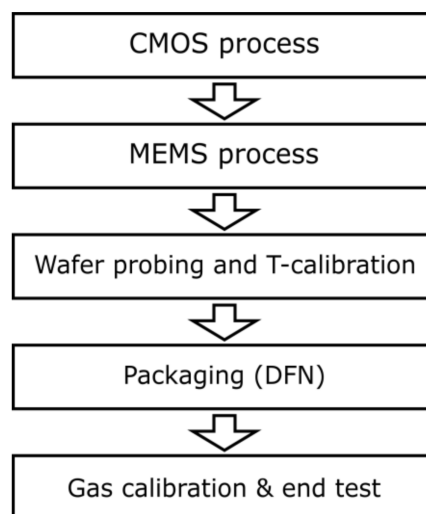 CMOS process
MEMS process
Wafer probing and T-calibration
Packaging (DFN)
Gas calibration & end test